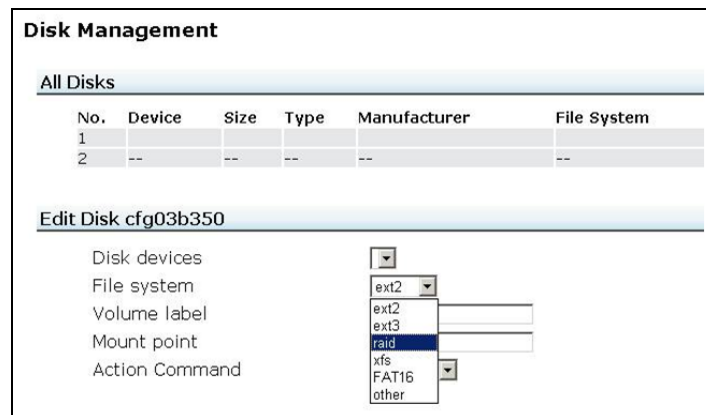 Disk Management
All Disks
No. Device Size Type Manufacturer File System
1
2 -- -- -- -- --
Edit Disk cfg03b350
Disk devices
File system ext2
Volume label ext2
ext3
Mount point raid
xfs
Action Command FAT16
other